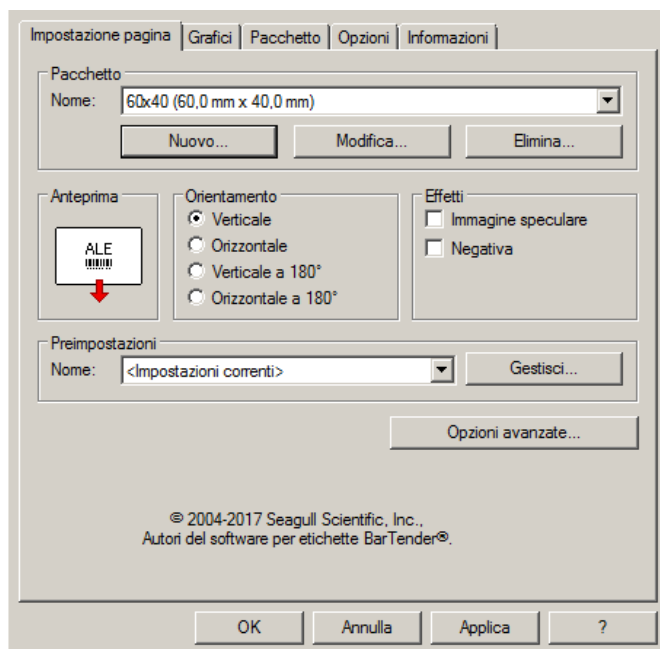 Impostazione pagina Grafici Pacchetto Opzioni Informazioni
Pacchetto
Nome: 60x40 (60,0 mm x 40,0 mm)
Nuovo... Modifica... Elimina...
Anteprima
ALE
Orientamento
Verticale
Orizzontale
Verticale a 180°
Orizzontale a 180°
Effetti
Immagine speculare
Negativa
Preimpostazioni
Nome: <Impostazioni correnti> Gestisci...
Opzioni avanzate...
© 2004-2017 Seagull Scientific, Inc.,
Autori del software per etichette BarTender®.
OK Annulla Applica ?